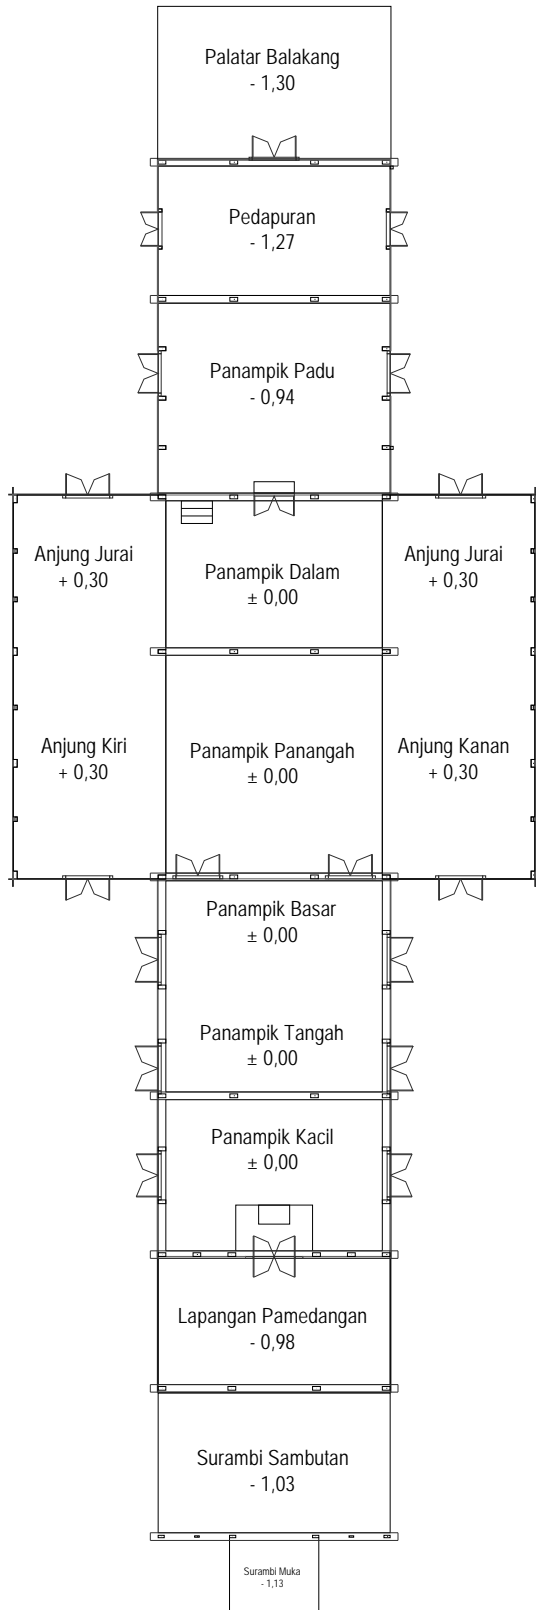 Palatar Balakang
- 1,30
Pedapuran
- 1,27
Panampik Padu
- 0,94
Anjung Jurai
+ 0,30
Panampik Dalam
± 0,00
Anjung Jurai
+ 0,30
Anjung Kiri
+ 0,30
Panampik Panangah
± 0,00
Anjung Kanan
+ 0,30
Panampik Basar
± 0,00
Panampik Tangah
± 0,00
Panampik Kacil
± 0,00
Lapangan Pamedangan
- 0,98
Surambi Sambutan
- 1,03
Surambi Muka
- 1,13